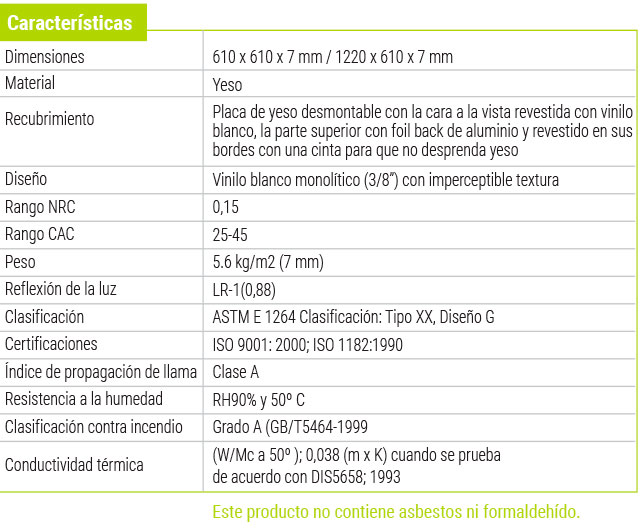 Características
Dimensiones 610 x 610 x 7 mm / 1220 x 610 x 7 mm
Material Yeso
Recubrimiento Placa de yeso desmontable con la cara a la vista revestida con vinilo
blanco, la parte superior con foil back de aluminio y revestido en sus
bordes con una cinta para que no desprenda yeso
Diseño Vinilo blanco monolítico (3/8”) con imperceptible textura
Rango NRC 0,15
Rango CAC 25-45
Peso 5.6 kg/m2 (7 mm)
Reflexión de la luz LR-1(0,88)
Clasificación ASTM E 1264 Clasificación: Tipo XX, Diseño G
Certificaciones ISO 9001: 2000; ISO 1182:1990
Índice de propagación de llama Clase A
Resistencia a la humedad RH90% y 50º C
Clasificación contra incendio Grado A (GB/T5464-1999
Conductividad térmica (W/Mc a 50º ); 0,038 (m x K) cuando se prueba
de acuerdo con DIS5658; 1993
Este producto no contiene asbestos ni formaldehído.